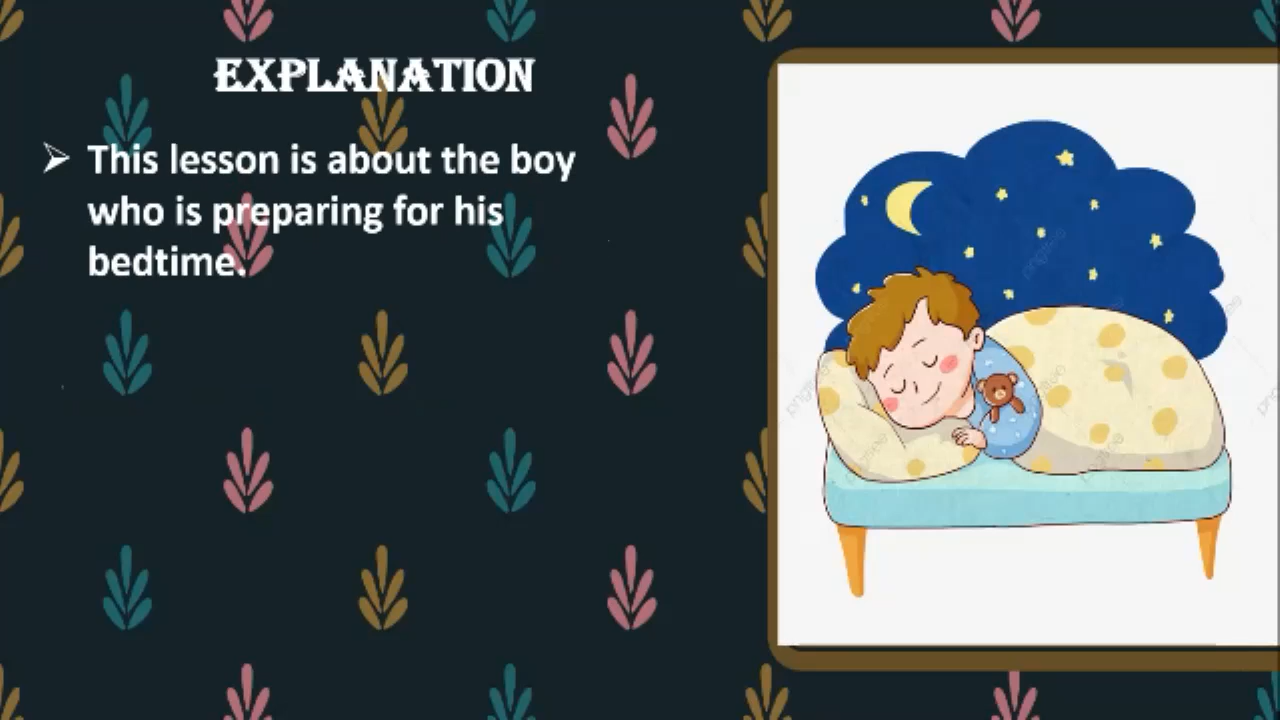 EXPLANATION
➢ This lesson is about the boy
who is preparing for his
bedtime.